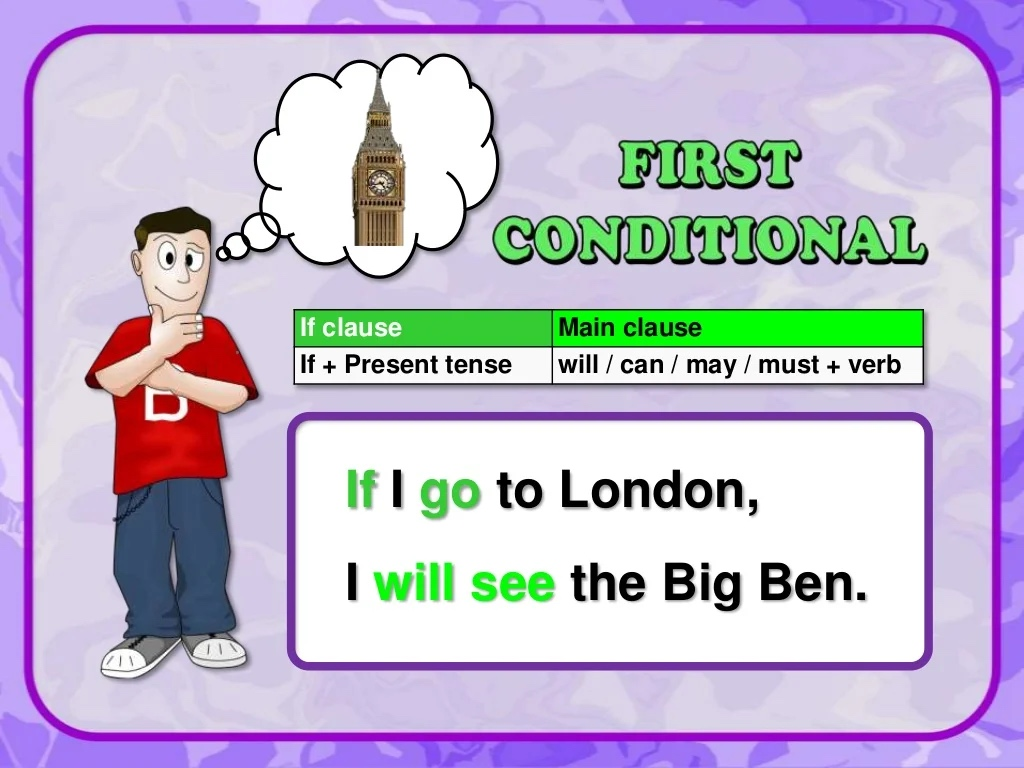 FIRST
CONDITIONAL
If clause Main clause
If + Present tense will / can / may / must + verb
B
If I go to London,
I will see the Big Ben.